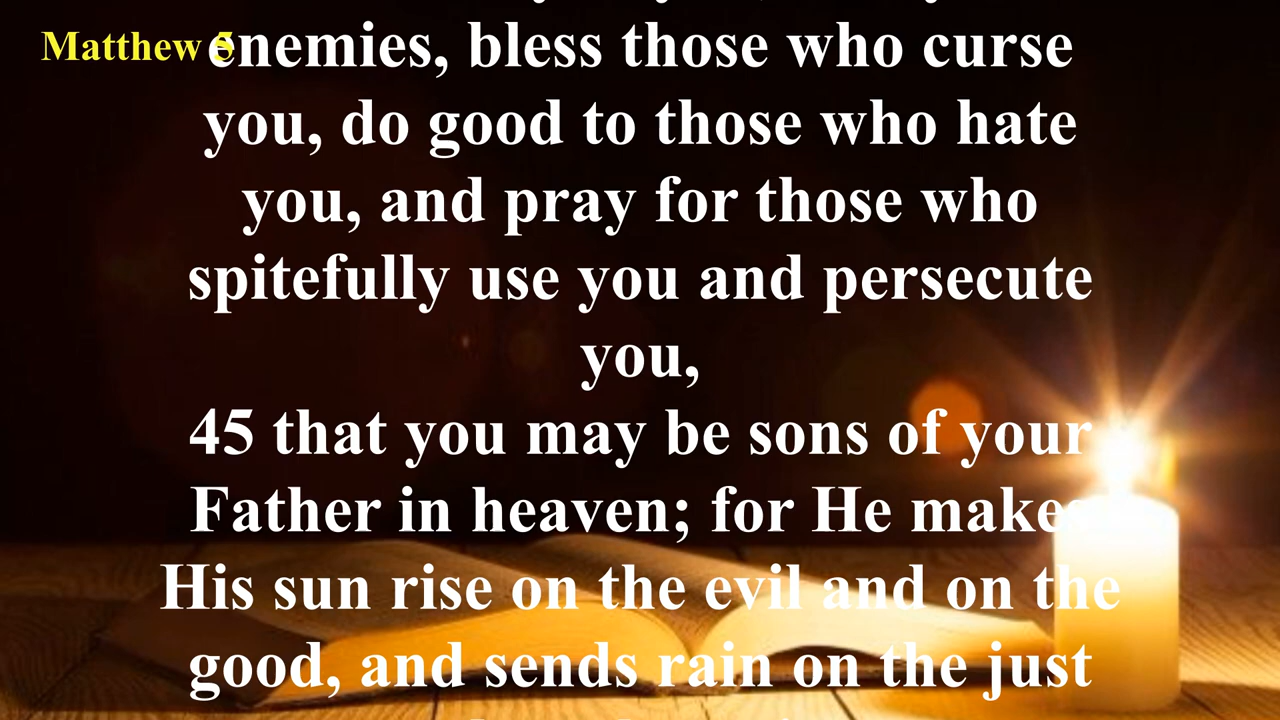 Matthew 5
enemies, bless those who curse
you, do good to those who hate
you, and pray for those who
spitefully use you and persecute
you,
45 that you may be sons of your
Father in heaven; for He makes
His sun rise on the evil and on the
good, and sends rain on the just